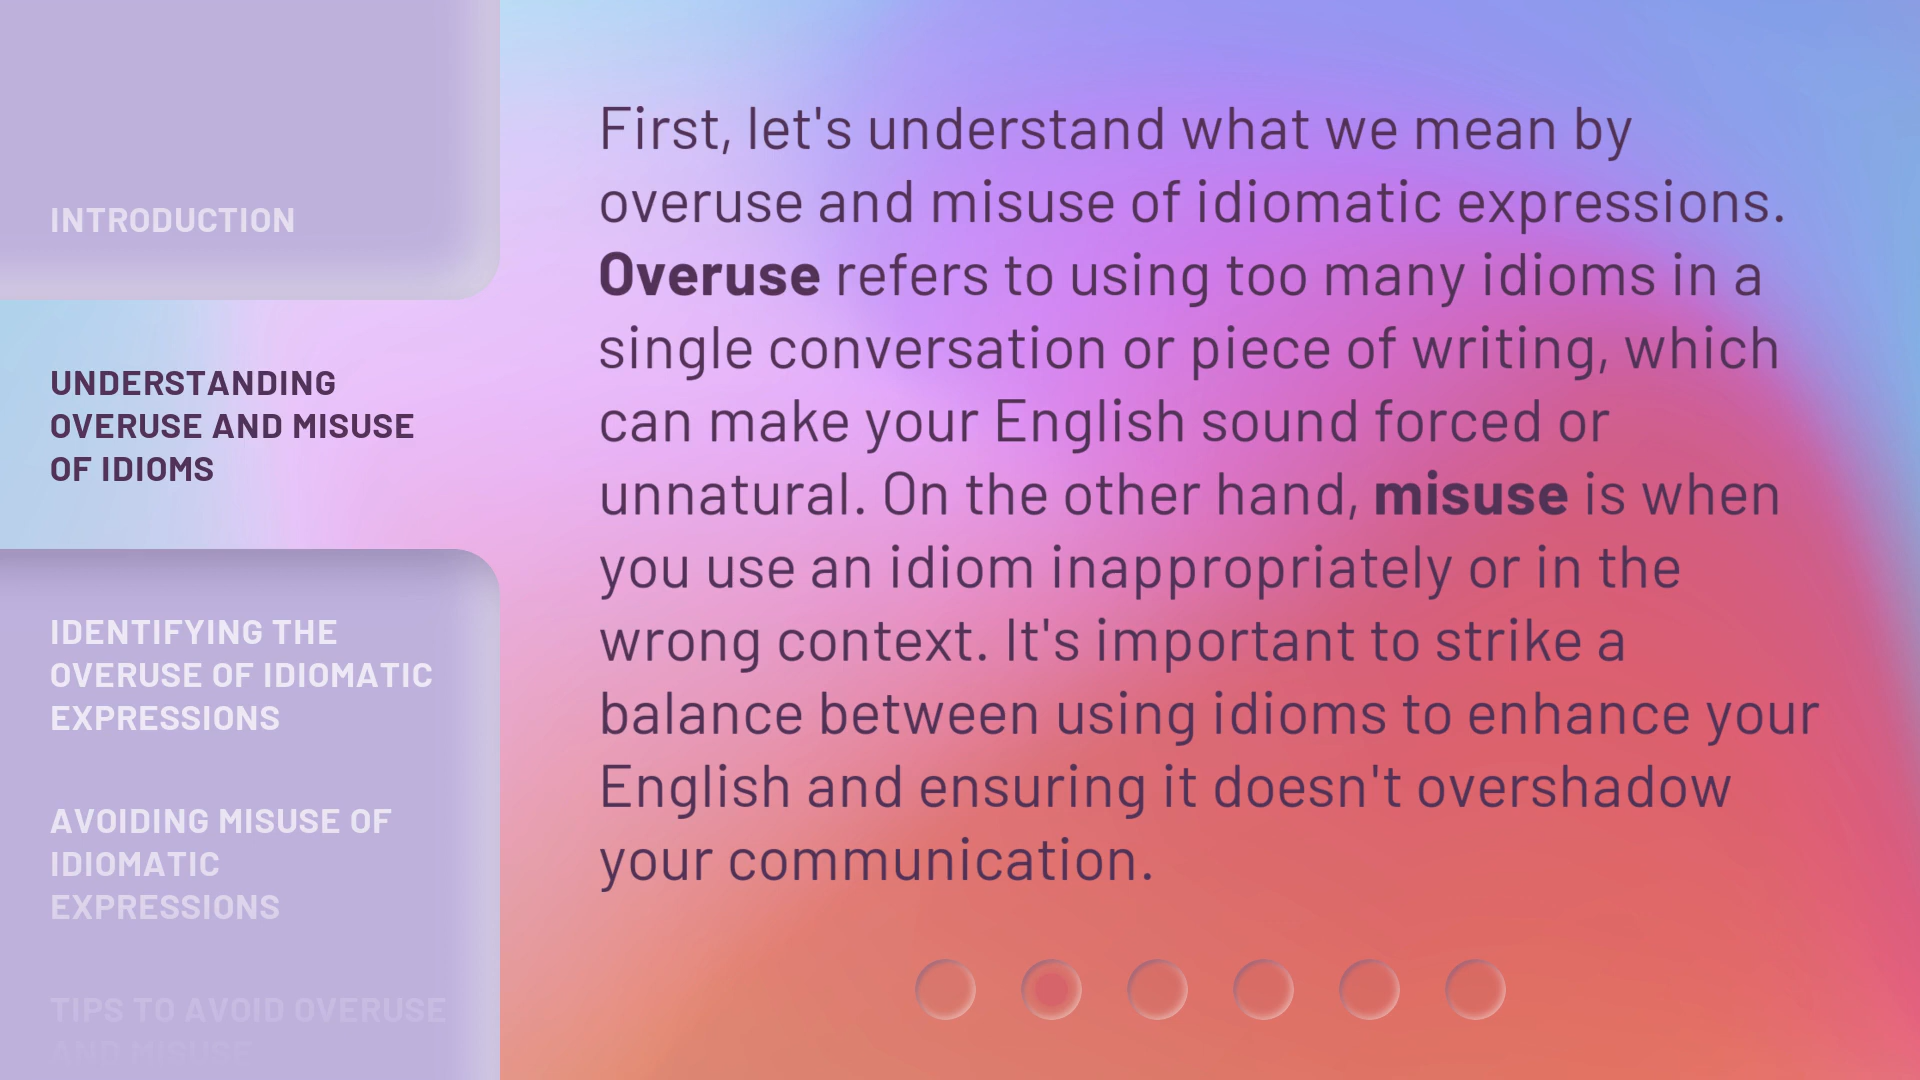 INTRODUCTION
UNDERSTANDING
OVERUSE AND MISUSE
OF IDIOMS
IDENTIFYING THE
OVERUSE OF IDIOMATIC
EXPRESSIONS
AVOIDING MISUSE OF
IDIOMATIC
EXPRESSIONS
TIPS TO AVOID OVERUSE
AND MISUSE
First, let's understand what we mean by
overuse and misuse of idiomatic expressions.
Overuse refers to using too many idioms in a
single conversation or piece of writing, which
can make your English sound forced or
unnatural. On the other hand, misuse is when
you use an idiom inappropriately or in the
wrong context. It's important to strike a
balance between using idioms to enhance your
English and ensuring it doesn't overshadow
your communication.